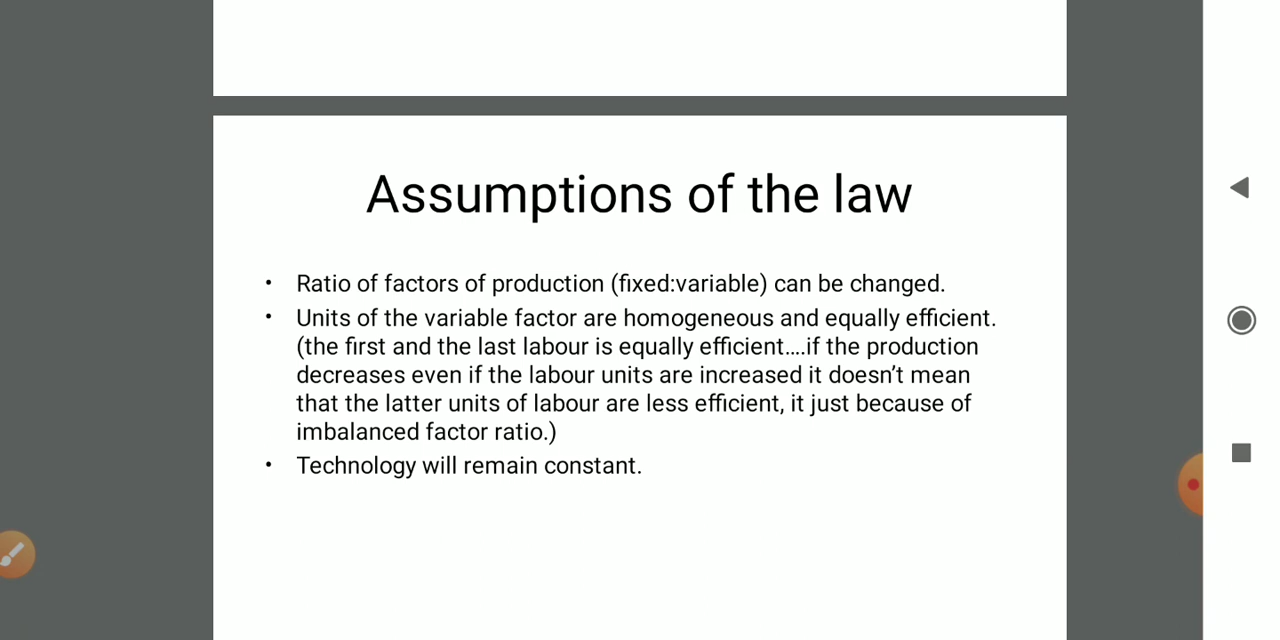 Assumptions of the law
• Ratio of factors of production (fixed:variable) can be changed.
• Units of the variable factor are homogeneous and equally efficient.
(the first and the last labour is equally efficient....if the production
decreases even if the labour units are increased it doesn’t mean
that the latter units of labour are less efficient, it just because of
imbalanced factor ratio.)
• Technology will remain constant.